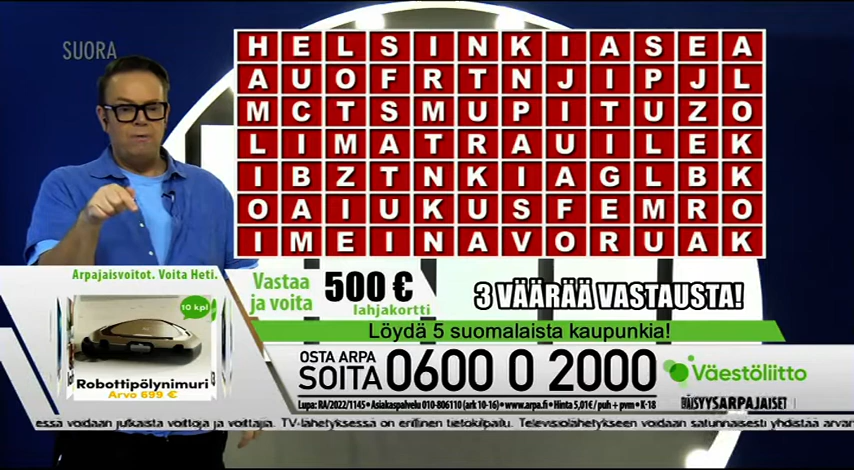 SUORA
H E L S I N K I A S E A
A U O F R T N J I P J L
M C T S M U P I T U Z O
L I M A T R A U I L E K
I B Z T N K I A G L B K
O A I U K U S F E M R O
I M E I N A V O R U A K
Arpajaisvoitot. Voita Heti.
10 kpl
Robottipölynimuri
Arvo 699 €
Vastaa ja voita
500 €
lahjakortti
3 VÄÄRÄÄ VASTAUSTA!
Löydä 5 suomalaista kaupunkia!
OSTA ARPA
SOITA 0600 0 2000
Väestöliitto
Lupa: RA/2022/1145 • Asiakaspalvelu 010-806110 (ark 10-16) • www.arpa.fi • Hinta 5,01€ / puh + pvm • K-18
essä voidaan julkaista voittoja ja voittajia. TV-lähetyksessä on erillinen tietokilpailu. Televisiolähetykseen voidaan satunnaisesti yhdistää arvan